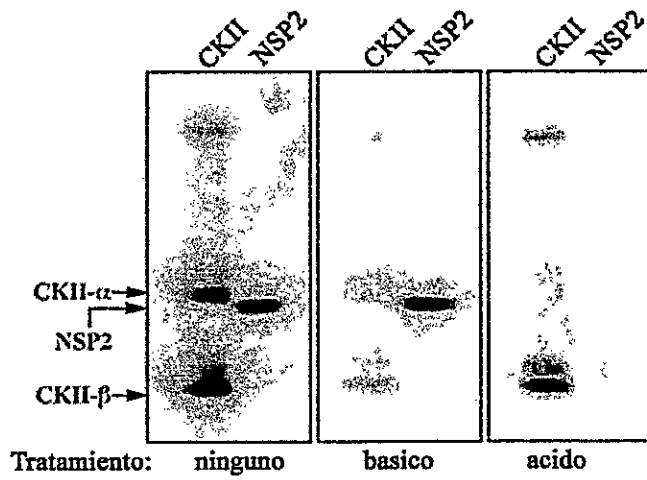 CKII NSP2 CKII NSP2 CKII NSP2
CKII-α
NSP2
CKII-β
Tratamiento: ninguno basico acido